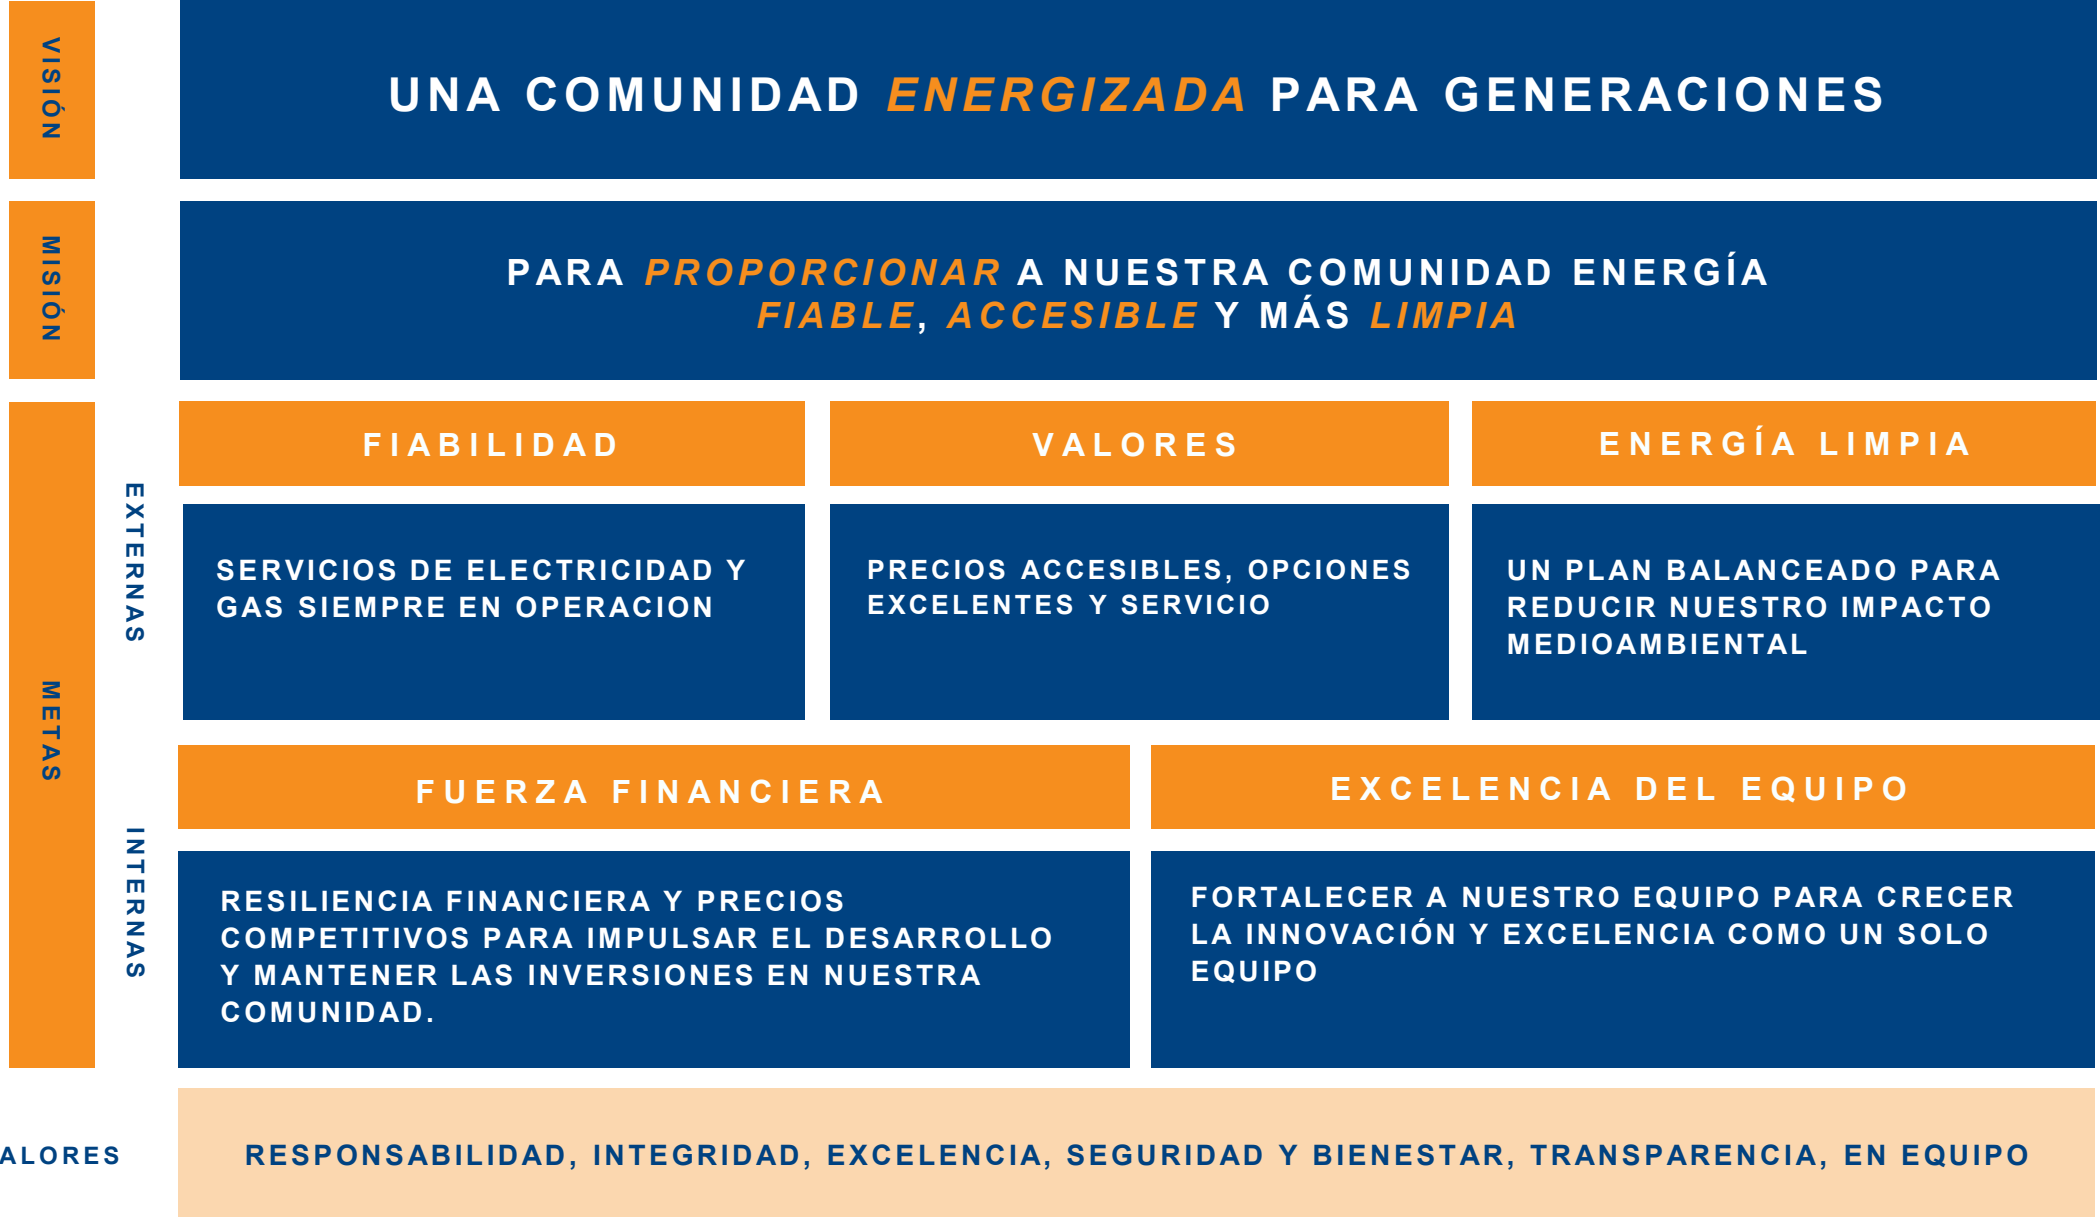 VISIÓN
UNA COMUNIDAD ENERGIZADA PARA GENERACIONES
MISIÓN
PARA PROPORCIONAR A NUESTRA COMUNIDAD ENERGÍA
FIABLE, ACCESIBLE Y MÁS LIMPIA
METAS
EXTERNAS
FIABILIDAD
SERVICIOS DE ELECTRICIDAD Y
GAS SIEMPRE EN OPERACION
VALORES
PRECIOS ACCESIBLES, OPCIONES
EXCELENTES Y SERVICIO
ENERGÍA LIMPIA
UN PLAN BALANCEADO PARA
REDUCIR NUESTRO IMPACTO
MEDIOAMBIENTAL
INTERNAS
FUERZA FINANCIERA
RESILIENCIA FINANCIERA Y PRECIOS
COMPETITIVOS PARA IMPULSAR EL DESARROLLO
Y MANTENER LAS INVERSIONES EN NUESTRA
COMUNIDAD.
EXCELENCIA DEL EQUIPO
FORTALECER A NUESTRO EQUIPO PARA CRECER
LA INNOVACIÓN Y EXCELENCIA COMO UN SOLO
EQUIPO
ALORES
RESPONSABILIDAD, INTEGRIDAD, EXCELENCIA, SEGURIDAD Y BIENESTAR, TRANSPARENCIA, EN EQUIPO